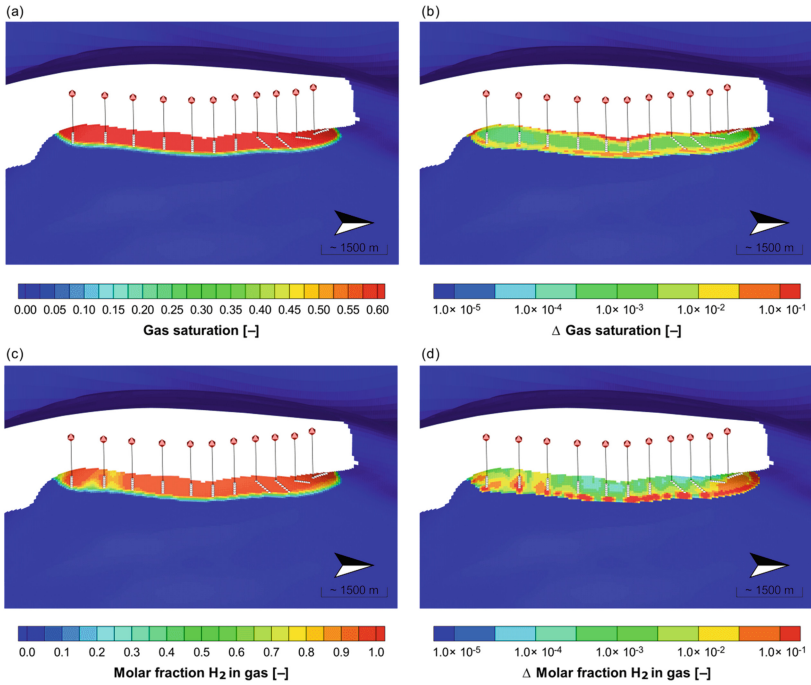 (a)
(b)
~ 1500 m
~ 1500 m
0.00 0.05 0.10 0.15 0.20 0.25 0.30 0.35 0.40 0.45 0.50 0.55 0.60
Gas saturation [–]
1.0× 10⁻⁵ 1.0× 10⁻⁴ 1.0× 10⁻³ 1.0× 10⁻² 1.0× 10⁻¹
Δ Gas saturation [–]
(c)
(d)
~ 1500 m
~ 1500 m
0.0 0.1 0.2 0.3 0.4 0.5 0.6 0.7 0.8 0.9 1.0
Molar fraction H₂ in gas [–]
1.0× 10⁻⁵ 1.0× 10⁻⁴ 1.0× 10⁻³ 1.0× 10⁻² 1.0× 10⁻¹
Δ Molar fraction H₂ in gas [–]